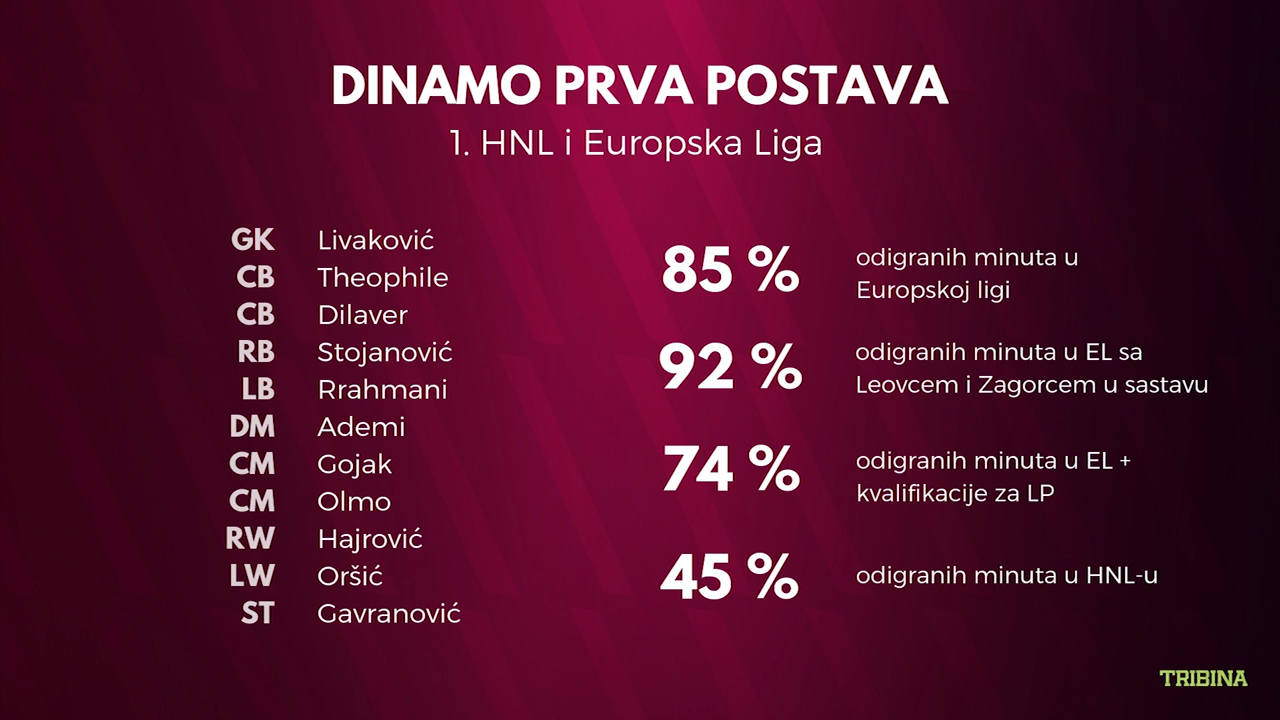 DINAMO PRVA POSTAVA
1. HNL i Europska Liga
GK Livaković
CB Theophile
CB Dilaver
RB Stojanović
LB Rrahmani
DM Ademi
CM Gojak
CM Olmo
RW Hajrović
LW Oršić
ST Gavranović
85 % odigranih minuta u
Europskoj ligi
92 % odigranih minuta u EL sa
Leovcem i Zagorcem u sastavu
74 % odigranih minuta u EL +
kvalifikacije za LP
45 % odigranih minuta u HNL-u
TRIBINA